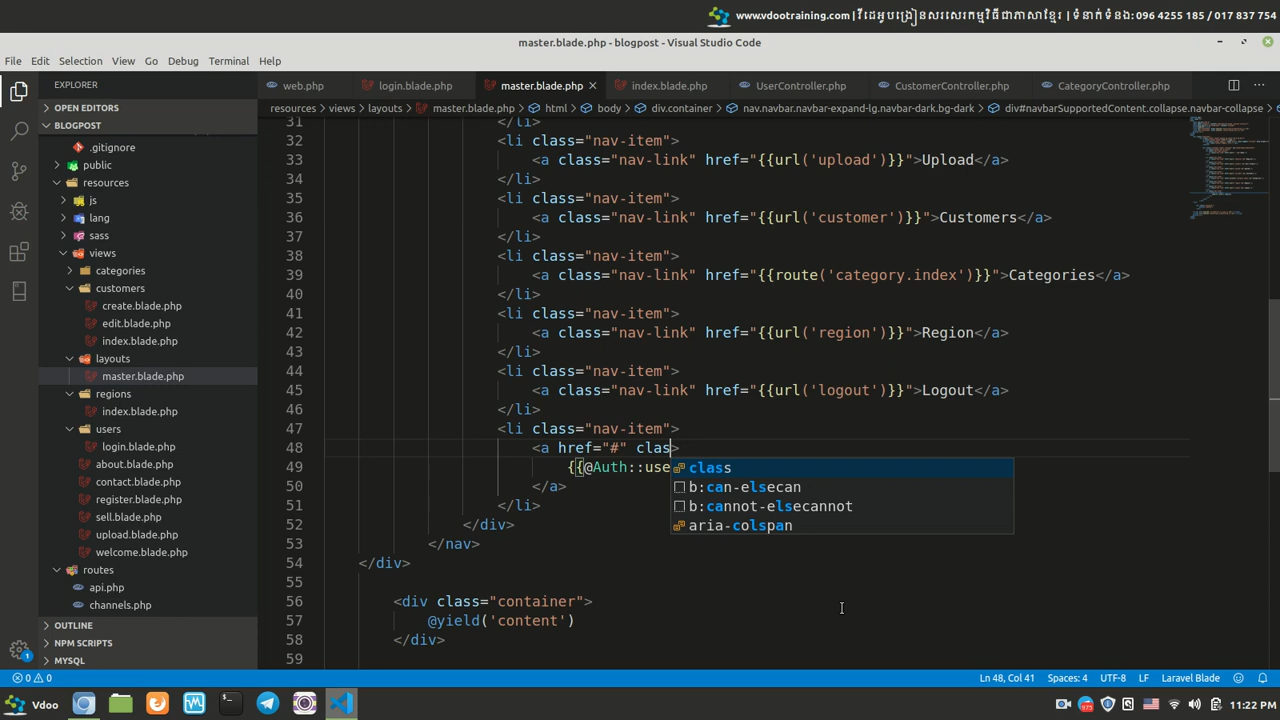 www.vdootraining.com | វីដេអូបង្រៀនសរសេរកម្មវិធីជាភាសាខ្មែរ | ទំនាក់ទំនង: 096 4255 185 / 017 837 754
master.blade.php - blogpost - Visual Studio Code
File Edit Selection View Go Debug Terminal Help
EXPLORER
web.php login.blade.php master.blade.php index.blade.php UserController.php CustomerController.php CategoryController.php
OPEN EDITORS
resources > views > layouts > master.blade.php > html > body > div.container > nav.navbar.navbar-expand-lg.navbar-dark.bg-dark > div#navbarSupportedContent.collapse.navbar-collapse >
BLOGPOST
.gitignore
public
resources
js
lang
sass
views
categories
customers
create.blade.php
edit.blade.php
index.blade.php
layouts
master.blade.php
regions
index.blade.php
users
login.blade.php
about.blade.php
contact.blade.php
register.blade.php
sell.blade.php
upload.blade.php
welcome.blade.php
routes
api.php
channels.php
OUTLINE
NPM SCRIPTS
MYSQL
31 </li>
32 <li class="nav-item">
33 <a class="nav-link" href="{{url('upload')}}">Upload</a>
34 </li>
35 <li class="nav-item">
36 <a class="nav-link" href="{{url('customer')}}">Customers</a>
37 </li>
38 <li class="nav-item">
39 <a class="nav-link" href="{{route('category.index')}}">Categories</a>
40 </li>
41 <li class="nav-item">
42 <a class="nav-link" href="{{url('region')}}">Region</a>
43 </li>
44 <li class="nav-item">
45 <a class="nav-link" href="{{url('logout')}}">Logout</a>
46 </li>
47 <li class="nav-item">
48 <a href="#" clas>
49 {{@Auth::use
50 </a>
51 </li>
52 </div>
53 </nav>
54 </div>
55
56 <div class="container">
57 @yield('content')
58 </div>
59
class
b:can-elsecan
b:cannot-elsecannot
aria-colspan
1
0 0 Ln 48, Col 41 Spaces: 4 UTF-8 LF Laravel Blade
Vdoo 11:22 PM